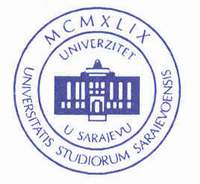 MCMXLIX
UNIVERSITATIS STUDIORUM SARAJEVOENSIS
UNIVERZITET
U SARAJEVU